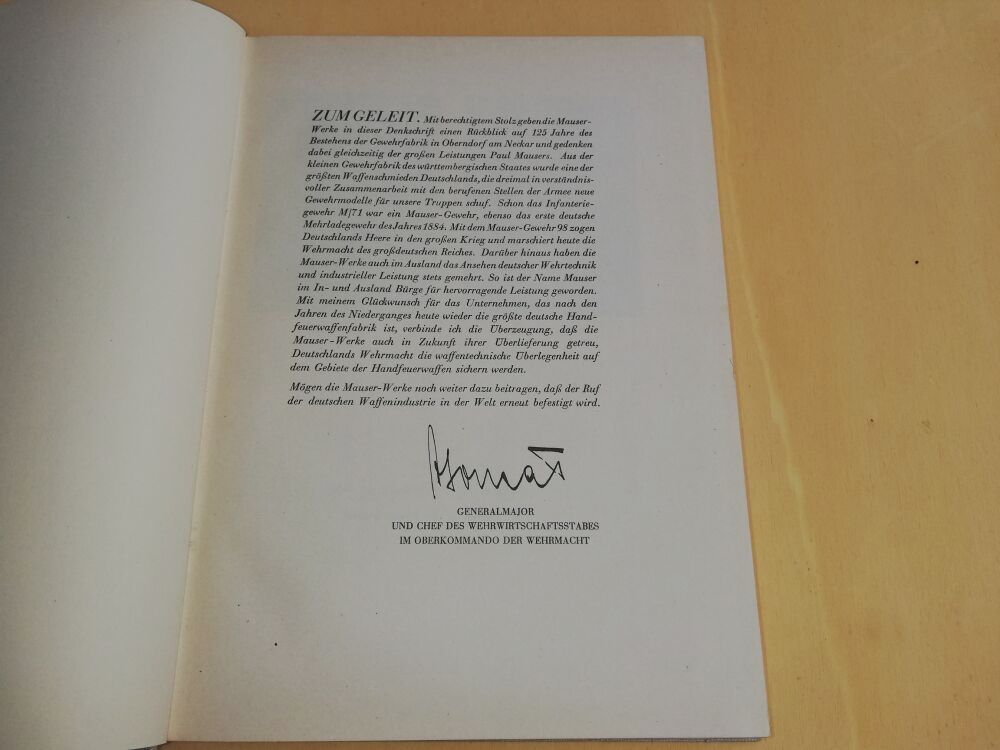 ZUM GELEIT. Mit berechtigtem Stolz geben die Mauser-
Werke in dieser Denkschrift einen Rückblick auf 125 Jahre des
Bestehens der Gewehrfabrik in Oberndorf am Neckar und gedenken
dabei gleichzeitig der großen Leistungen Paul Mausers. Aus der
kleinen Gewehrfabrik des württembergischen Staates wurde eine der
größten Waffenschmieden Deutschlands, die dreimal in verständnis-
voller Zusammenarbeit mit den berufenen Stellen der Armee neue
Gewehrmodelle für unsere Truppen schuf. Schon das Infanterie-
gewehr M/71 war ein Mauser-Gewehr, ebenso das erste deutsche
Mehrladegewehr des Jahres 1884. Mit dem Mauser-Gewehr 98 zogen
Deutschlands Heere in den großen Krieg und marschiert heute die
Wehrmacht des großdeutschen Reiches. Darüber hinaus haben die
Mauser-Werke auch im Ausland das Ansehen deutscher Wehrtechnik
und industrieller Leistung stets gemehrt. So ist der Name Mauser
im In- und Ausland Bürge für hervorragende Leistung geworden.
Mit meinem Glückwunsch für das Unternehmen, das nach den
Jahren des Niederganges heute wieder die größte deutsche Hand-
feuerwaffenfabrik ist, verbinde ich die Überzeugung, daß die
Mauser-Werke auch in Zukunft ihrer Überlieferung getreu,
Deutschlands Wehrmacht die waffentechnische Überlegenheit auf
dem Gebiete der Handfeuerwaffen sichern werden.
Mögen die Mauser-Werke noch weiter dazu beitragen, daß der Ruf
der deutschen Waffenindustrie in der Welt erneut befestigt wird.
GENERALMAJOR
UND CHEF DES WEHRWIRTSCHAFTSSTABES
IM OBERKOMMANDO DER WEHRMACHT